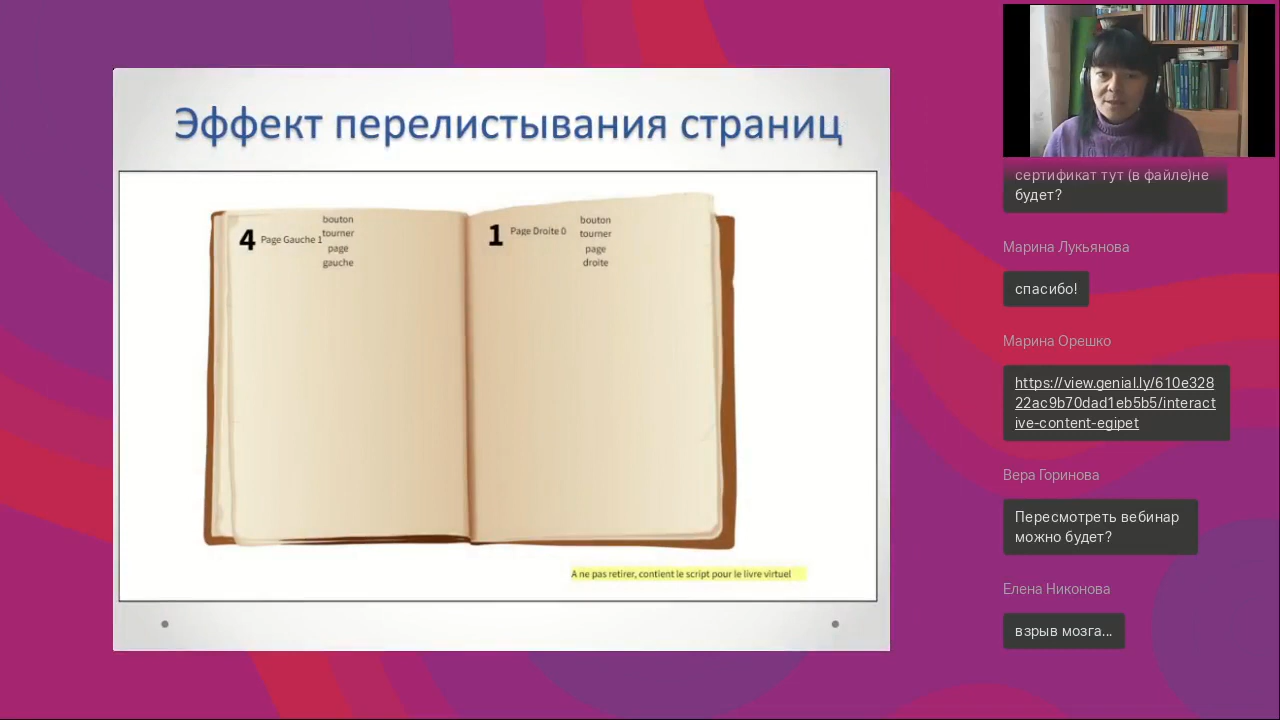 Эффект перелистывания страниц
4
Page Gauche 1
bouton
tourner
page
gauche
1
Page Droite 0
bouton
tourner
page
droite
A ne pas retirer, contient le script pour le livre virtuel
сертификат тут (в файле)не
будет?
Марина Лукьянова
спасибо!
Марина Орешко
https://view.genial.ly/610e328
22ac9b70dad1eb5b5/interact
ive-content-egipet
Вера Горинова
Пересмотреть вебинар
можно будет?
Елена Никонова
взрыв мозга...